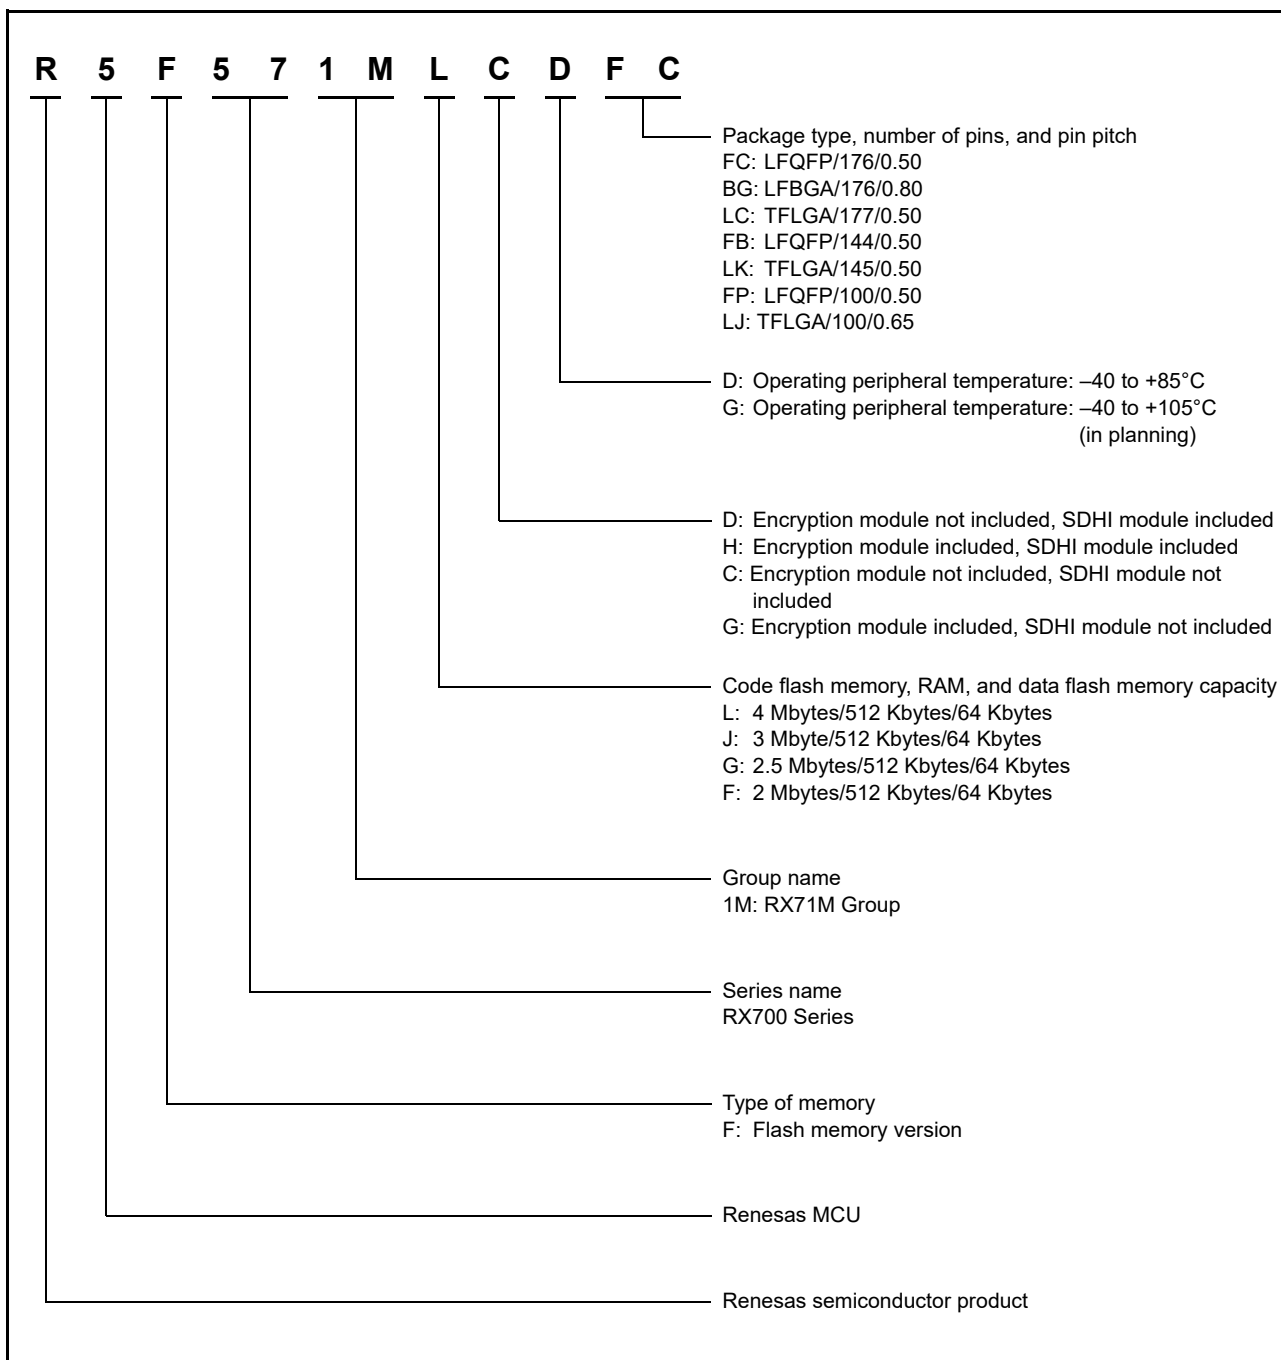 R 5 F 5 7 1 M L C D F C
Package type, number of pins, and pin pitch
FC: LFQFP/176/0.50
BG: LFBGA/176/0.80
LC: TFLGA/177/0.50
FB: LFQFP/144/0.50
LK: TFLGA/145/0.50
FP: LFQFP/100/0.50
LJ: TFLGA/100/0.65
D: Operating peripheral temperature: –40 to +85°C
G: Operating peripheral temperature: –40 to +105°C
(in planning)
D: Encryption module not included, SDHI module included
H: Encryption module included, SDHI module included
C: Encryption module not included, SDHI module not
included
G: Encryption module included, SDHI module not included
Code flash memory, RAM, and data flash memory capacity
L: 4 Mbytes/512 Kbytes/64 Kbytes
J: 3 Mbyte/512 Kbytes/64 Kbytes
G: 2.5 Mbytes/512 Kbytes/64 Kbytes
F: 2 Mbytes/512 Kbytes/64 Kbytes
Group name
1M: RX71M Group
Series name
RX700 Series
Type of memory
F: Flash memory version
Renesas MCU
Renesas semiconductor product